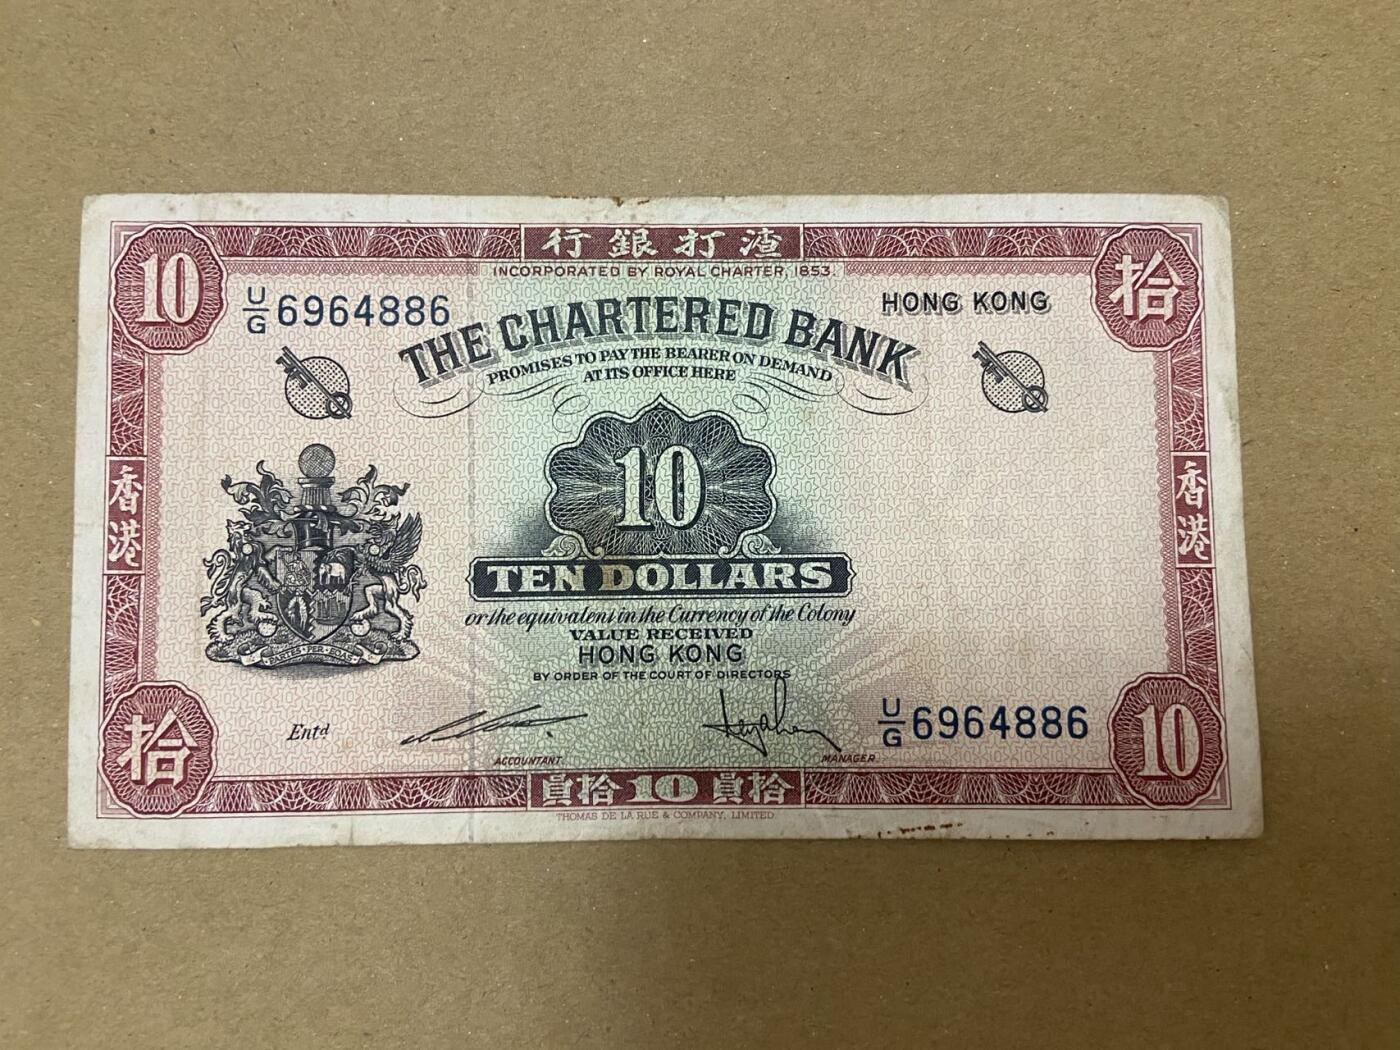 行銀打渣
INCORPORATED BY ROYAL CHARTER, 1853.
10
拾
U/G 6964886
HONG KONG
THE CHARTERED BANK
PROMISES TO PAY THE BEARER ON DEMAND
AT ITS OFFICE HERE
10
香港
香港
TEN DOLLARS
or the equivalent in the Currency of the Colony
VALUE RECEIVED
HONG KONG
BY ORDER OF THE COURT OF DIRECTORS
Entd
U/G 6964886
ACCOUNTANT
MANAGER
拾
10
員拾 10 員拾
THOMAS DE LA RUE & COMPANY, LIMITED